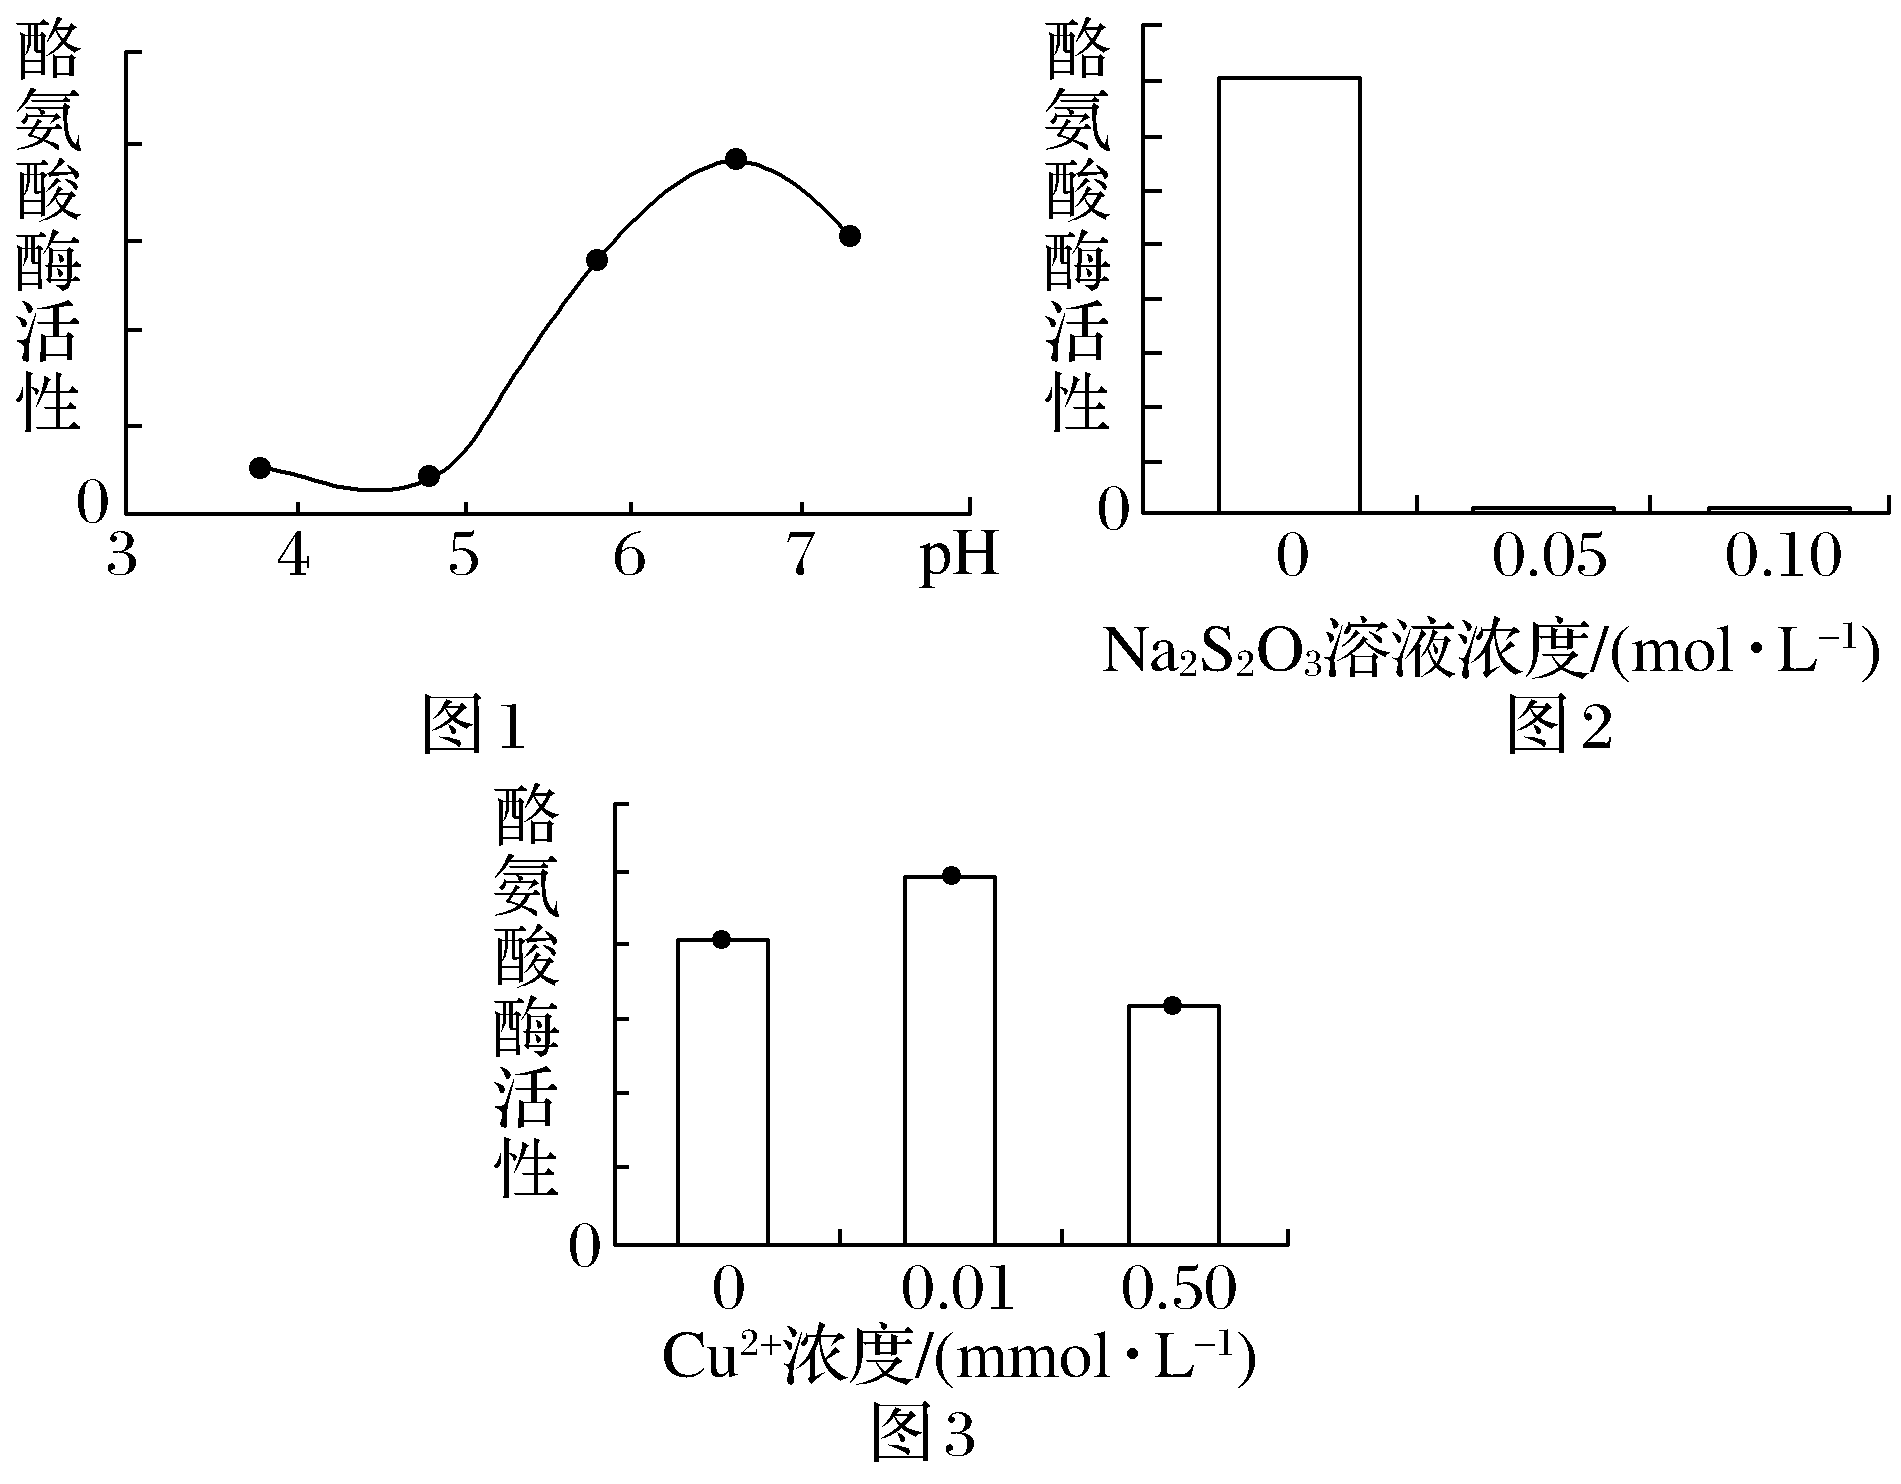 酪氨酸酶活性
0
3 4 5 6 7 pH
图1
酪氨酸酶活性
0
0 0.05 0.10
Na₂S₂O₃溶液浓度/(mol·L⁻¹)
图2
酪氨酸酶活性
0
0 0.01 0.50
Cu²⁺浓度/(mmol·L⁻¹)
图3